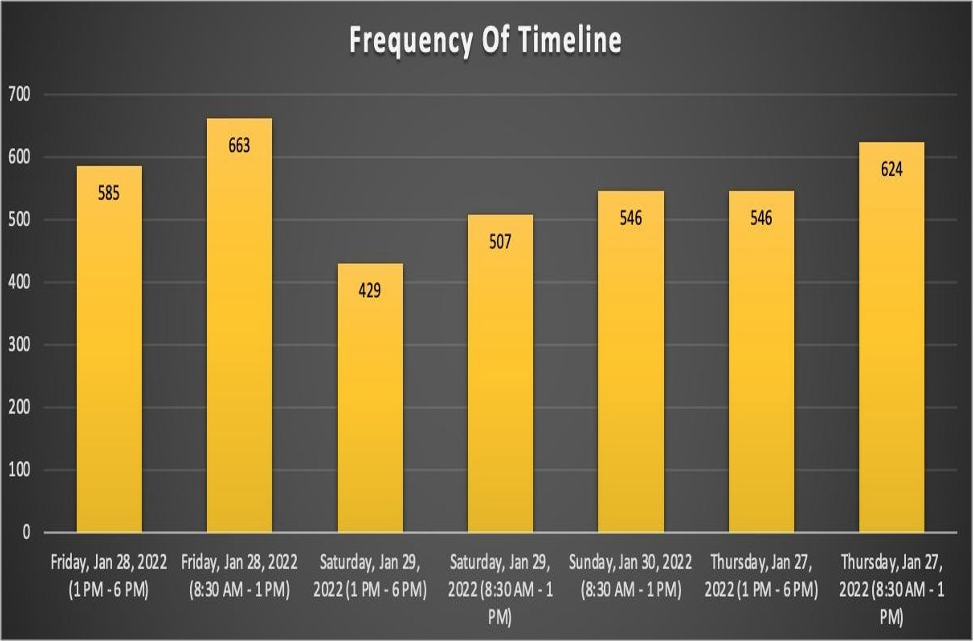 Frequency Of Timeline
700
600
500
400
300
200
100
0
585
663
429
507
546
546
624
Friday, Jan 28, 2022
(1 PM - 6 PM)
Friday, Jan 28, 2022
(8:30 AM - 1 PM)
Saturday, Jan 29,
2022 (1 PM - 6 PM)
Saturday, Jan 29,
2022 (8:30 AM - 1
PM)
Sunday, Jan 30, 2022
(8:30 AM - 1 PM)
Thursday, Jan 27,
2022 (1 PM - 6 PM)
Thursday, Jan 27,
2022 (8:30 AM - 1
PM)